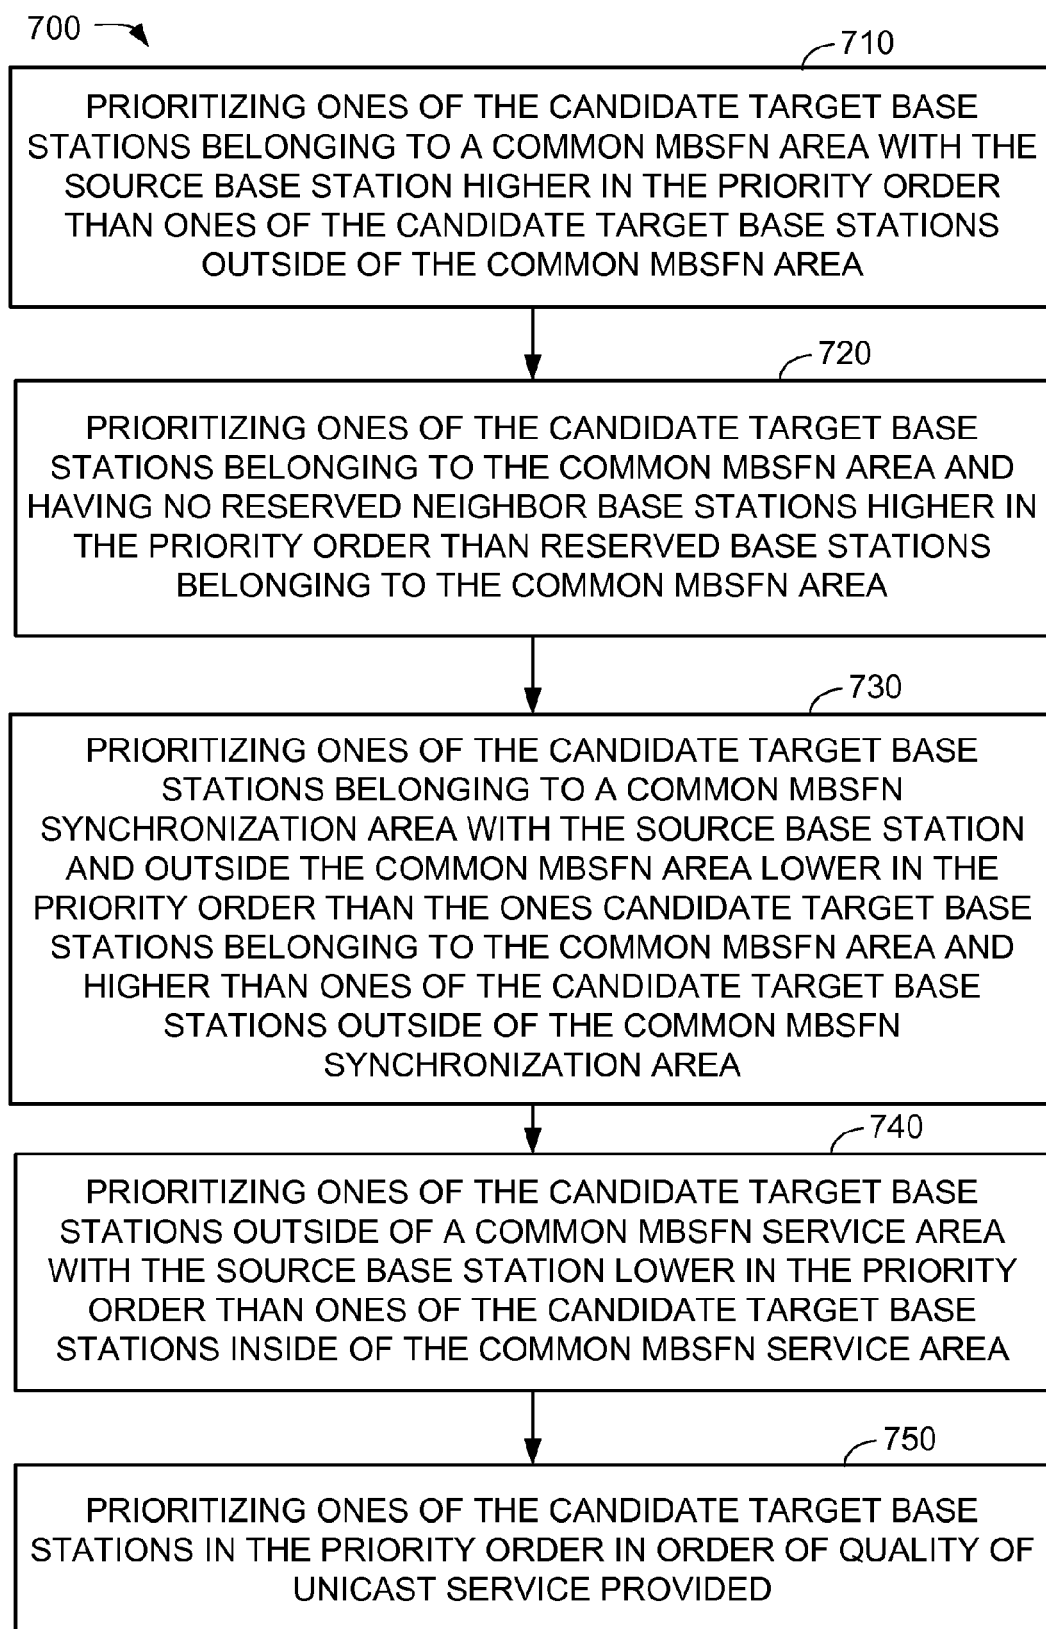 700
710
PRIORITIZING ONES OF THE CANDIDATE TARGET BASE
STATIONS BELONGING TO A COMMON MBSFN AREA WITH THE
SOURCE BASE STATION HIGHER IN THE PRIORITY ORDER
THAN ONES OF THE CANDIDATE TARGET BASE STATIONS
OUTSIDE OF THE COMMON MBSFN AREA
720
PRIORITIZING ONES OF THE CANDIDATE TARGET BASE
STATIONS BELONGING TO THE COMMON MBSFN AREA AND
HAVING NO RESERVED NEIGHBOR BASE STATIONS HIGHER IN
THE PRIORITY ORDER THAN RESERVED BASE STATIONS
BELONGING TO THE COMMON MBSFN AREA
730
PRIORITIZING ONES OF THE CANDIDATE TARGET BASE
STATIONS BELONGING TO A COMMON MBSFN
SYNCHRONIZATION AREA WITH THE SOURCE BASE STATION
AND OUTSIDE THE COMMON MBSFN AREA LOWER IN THE
PRIORITY ORDER THAN THE ONES CANDIDATE TARGET BASE
STATIONS BELONGING TO THE COMMON MBSFN AREA AND
HIGHER THAN ONES OF THE CANDIDATE TARGET BASE
STATIONS OUTSIDE OF THE COMMON MBSFN
SYNCHRONIZATION AREA
740
PRIORITIZING ONES OF THE CANDIDATE TARGET BASE
STATIONS OUTSIDE OF A COMMON MBSFN SERVICE AREA
WITH THE SOURCE BASE STATION LOWER IN THE PRIORITY
ORDER THAN ONES OF THE CANDIDATE TARGET BASE
STATIONS INSIDE OF THE COMMON MBSFN SERVICE AREA
750
PRIORITIZING ONES OF THE CANDIDATE TARGET BASE
STATIONS IN THE PRIORITY ORDER IN ORDER OF QUALITY OF
UNICAST SERVICE PROVIDED